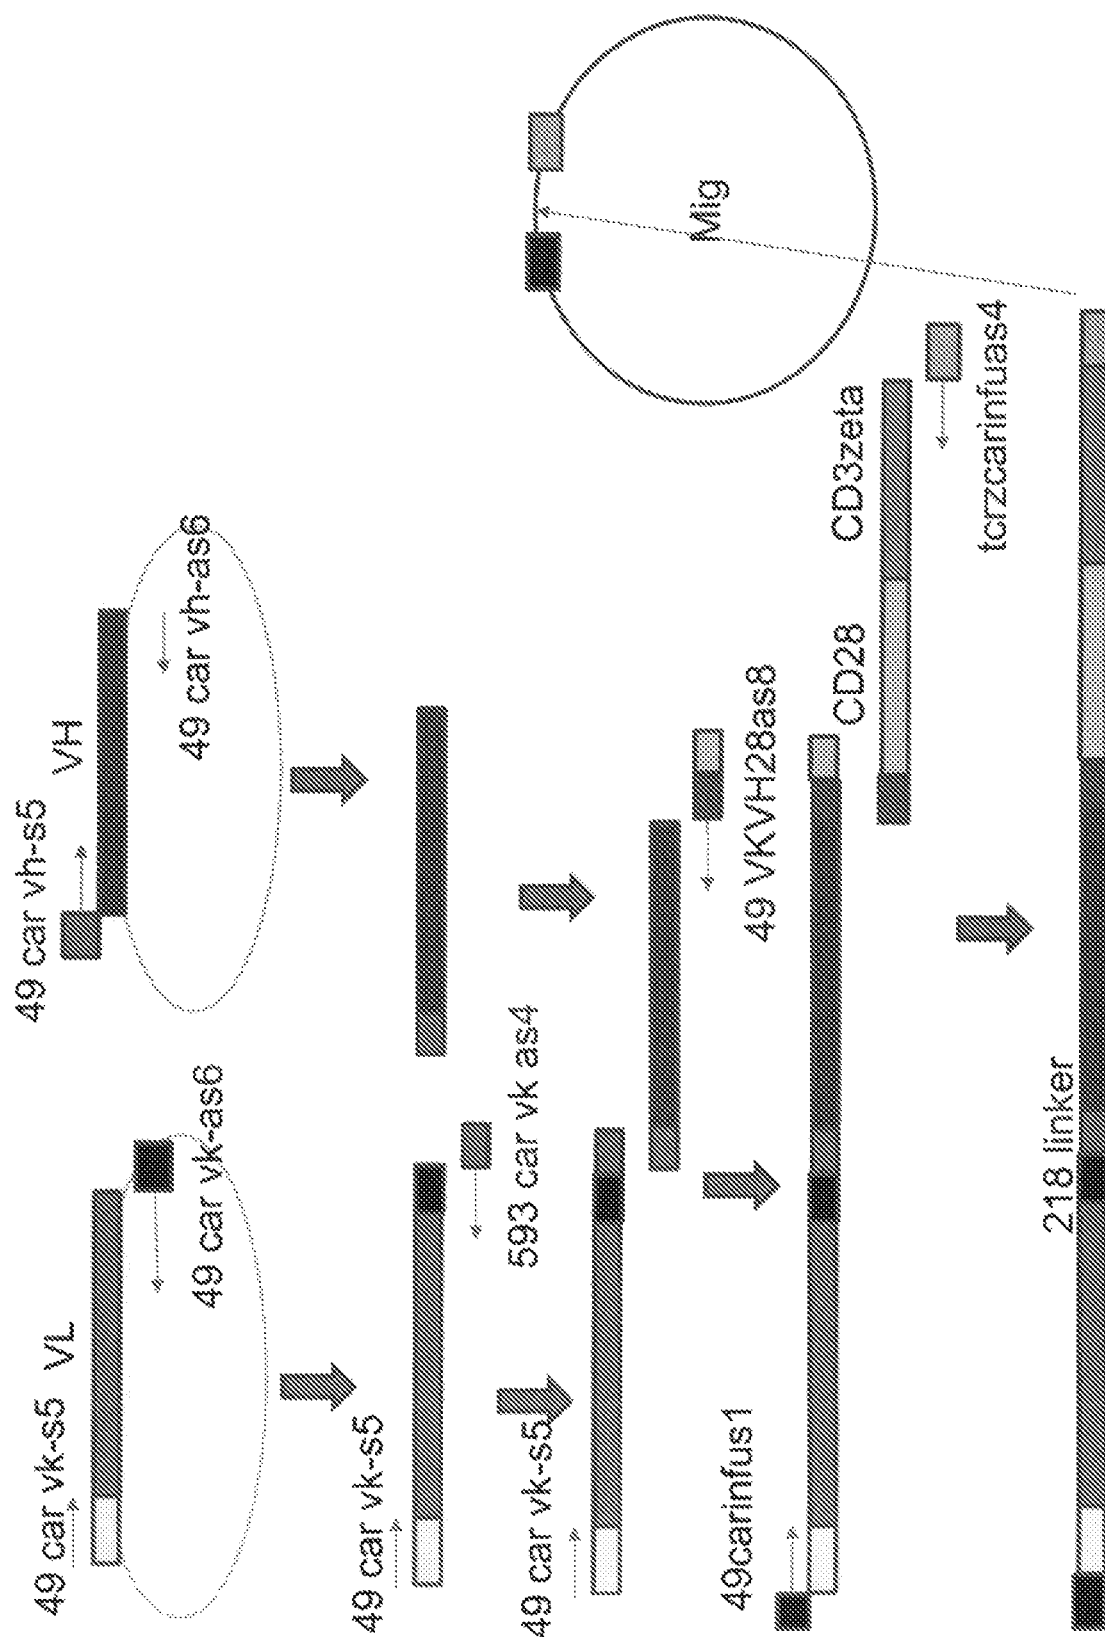 49 car vk-s5
VL
49 car vk-as6
49 car vh-s5
VH
49 car vh-as6
49 car vk-s5
593 car vk as4
49 car vk-s5
49 VKVH28as8
49carinfus1
CD28
CD3zeta
tcrzcarinfuas4
218 linker
Mig